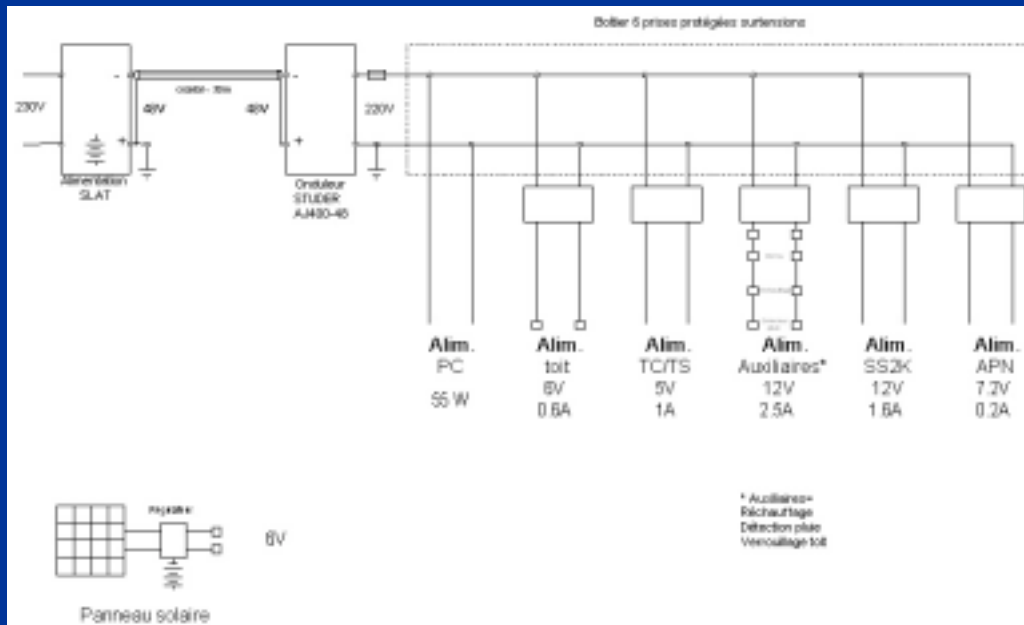 Boîtier 6 prises protégées surtensions
230V
48V
48V
220V
Alimentation
SLAT
Onduleur
STUDER
AJ400-48
Alim.
PC
55 W
Alim.
toit
6V
0.6A
Alim.
TC/TS
5V
1A
Alim.
Auxiliaires*
12V
2.5A
Alim.
SS2K
12V
1.6A
Alim.
APN
7.2V
0.2A
Régulateur
6V
Panneau solaire
* Auxiliaires=
Réchauffage
Détection pluie
Verrouillage toit